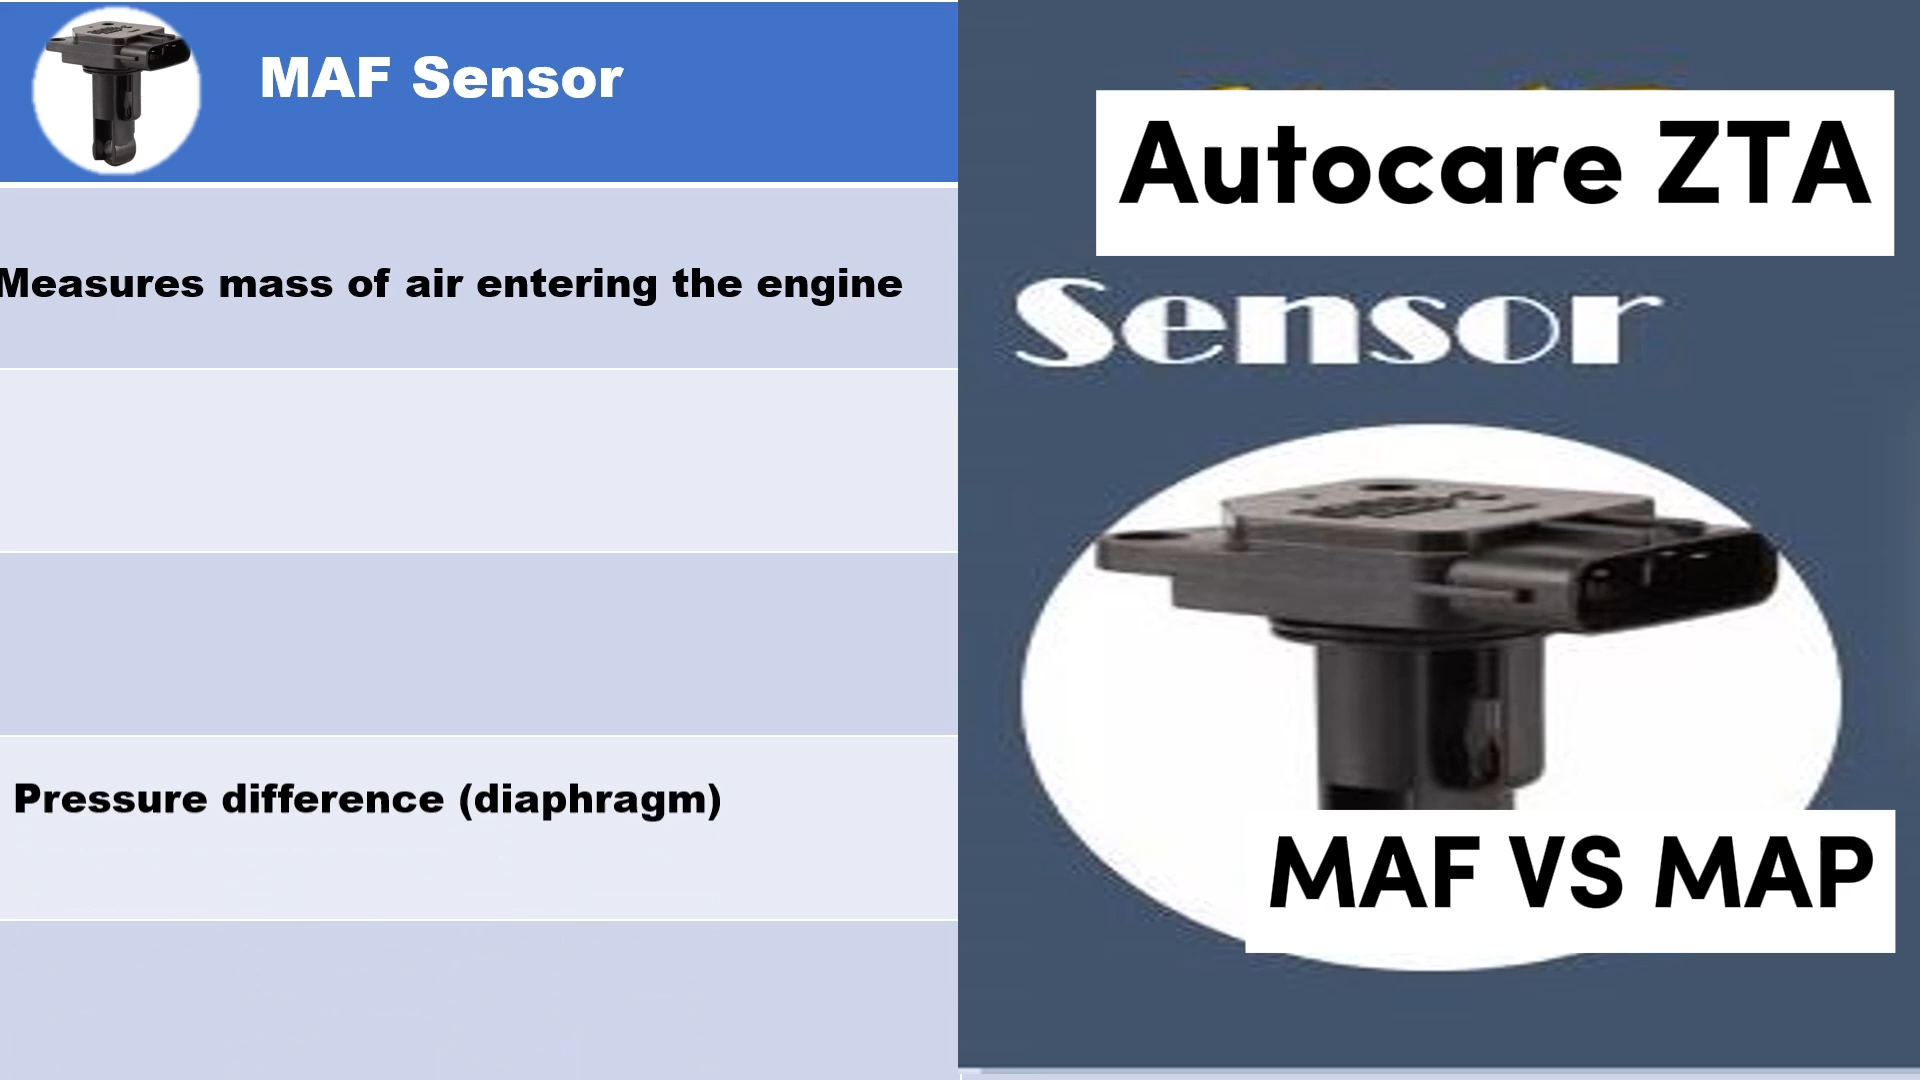 MAF Sensor
Measures mass of air entering the engine
Pressure difference (diaphragm)
Autocare ZTA
Sensor
MAF VS MAP